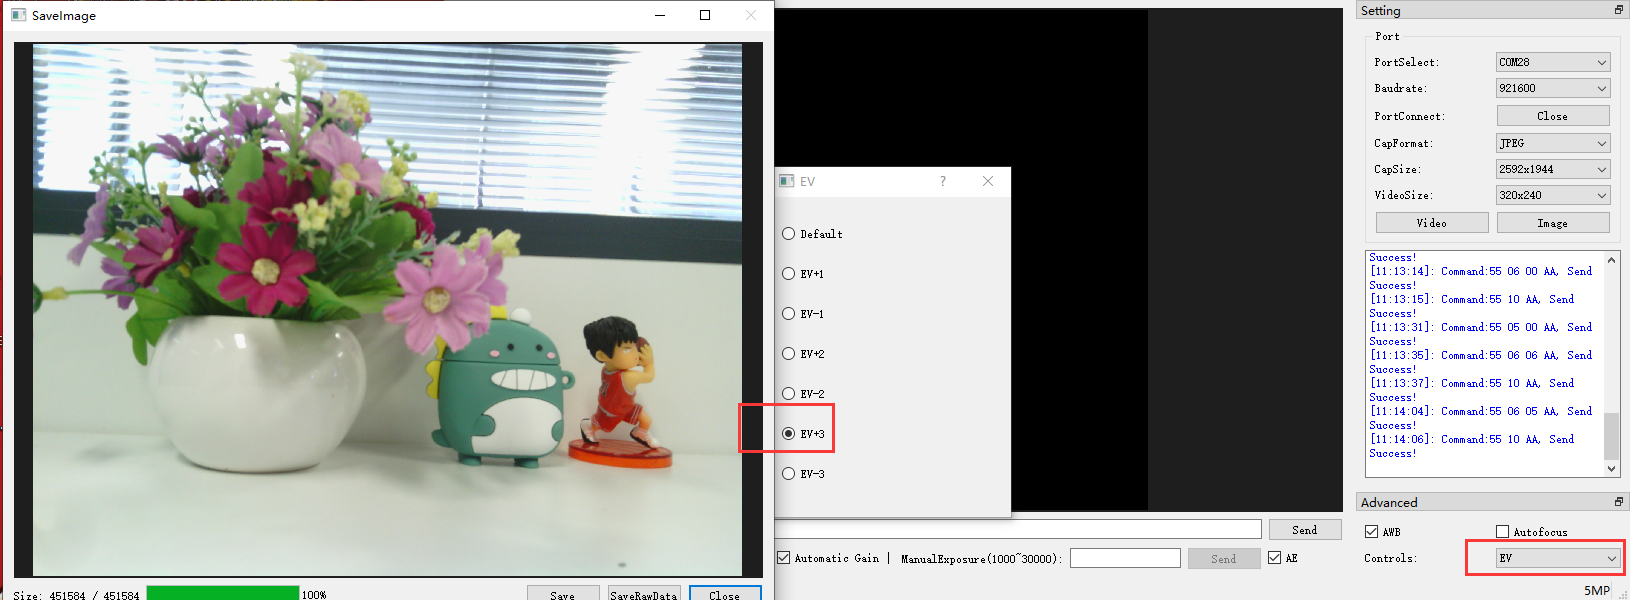 SaveImage
Size: 451584 / 451584
100%
Save
SaveRawData
Close
EV
?
Default
EV+1
EV-1
EV+2
EV-2
EV+3
EV-3
Send
Automatic Gain |
ManualExposure(1000~30000):
Send
AE
Setting
Port
PortSelect:
COM28
Baudrate:
921600
PortConnect:
Close
CapFormat:
JPEG
CapSize:
2592x1944
VideoSize:
320x240
Video
Image
Success!
[11:13:14]: Command:55 06 00 AA, Send
Success!
[11:13:15]: Command:55 10 AA, Send
Success!
[11:13:31]: Command:55 05 00 AA, Send
Success!
[11:13:35]: Command:55 06 06 AA, Send
Success!
[11:13:37]: Command:55 10 AA, Send
Success!
[11:14:04]: Command:55 06 05 AA, Send
Success!
[11:14:06]: Command:55 10 AA, Send
Success!
Advanced
AWB
Autofocus
Controls:
EV
5MP